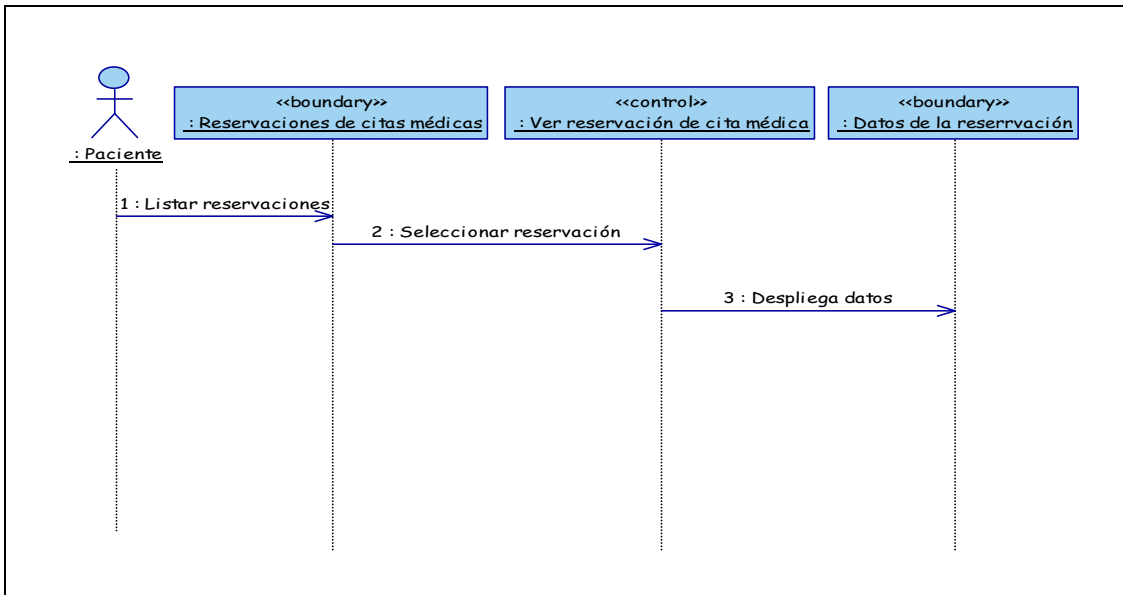 <<boundary>>
: Reservaciones de citas médicas
<<control>>
: Ver reservación de cita médica
<<boundary>>
: Datos de la reserrvación
: Paciente
1 : Listar reservaciones
2 : Seleccionar reservación
3 : Despliega datos